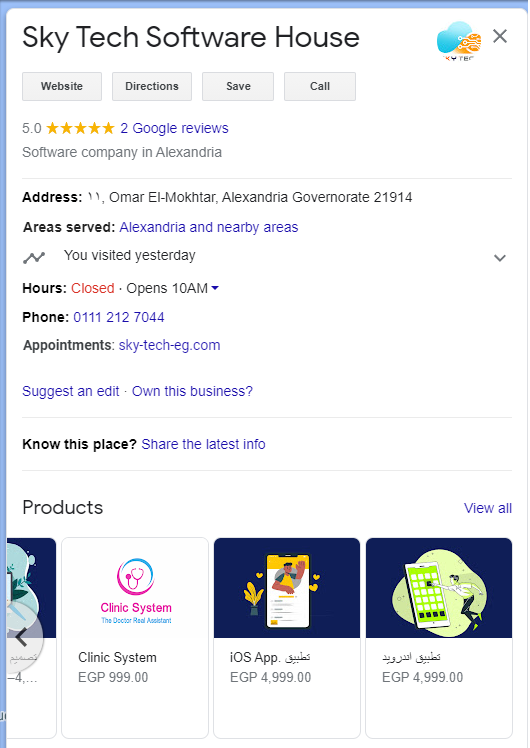 Sky Tech Software House
KY TEC
Website
Directions
Save
Call
5.0 2 Google reviews
Software company in Alexandria
Address: ١١, Omar El-Mokhtar, Alexandria Governorate 21914
Areas served: Alexandria and nearby areas
You visited yesterday
Hours: Closed · Opens 10AM
Phone: 0111 212 7044
Appointments: sky-tech-eg.com
Suggest an edit · Own this business?
Know this place? Share the latest info
Products
View all
Clinic System
The Doctor Real Assistant
تصميم
–4,...
Clinic System
EGP 999.00
iOS App. تطبيق
EGP 4,999.00
تطبيق اندرويد
EGP 4,999.00